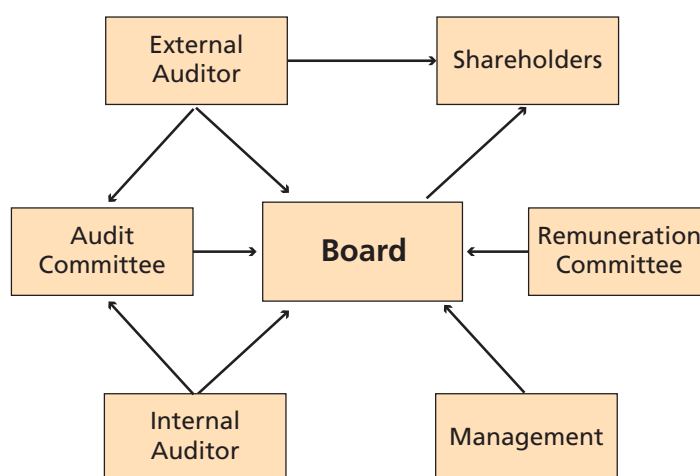 External
Auditor
Shareholders
Audit
Committee
Board
Remuneration
Committee
Internal
Auditor
Management